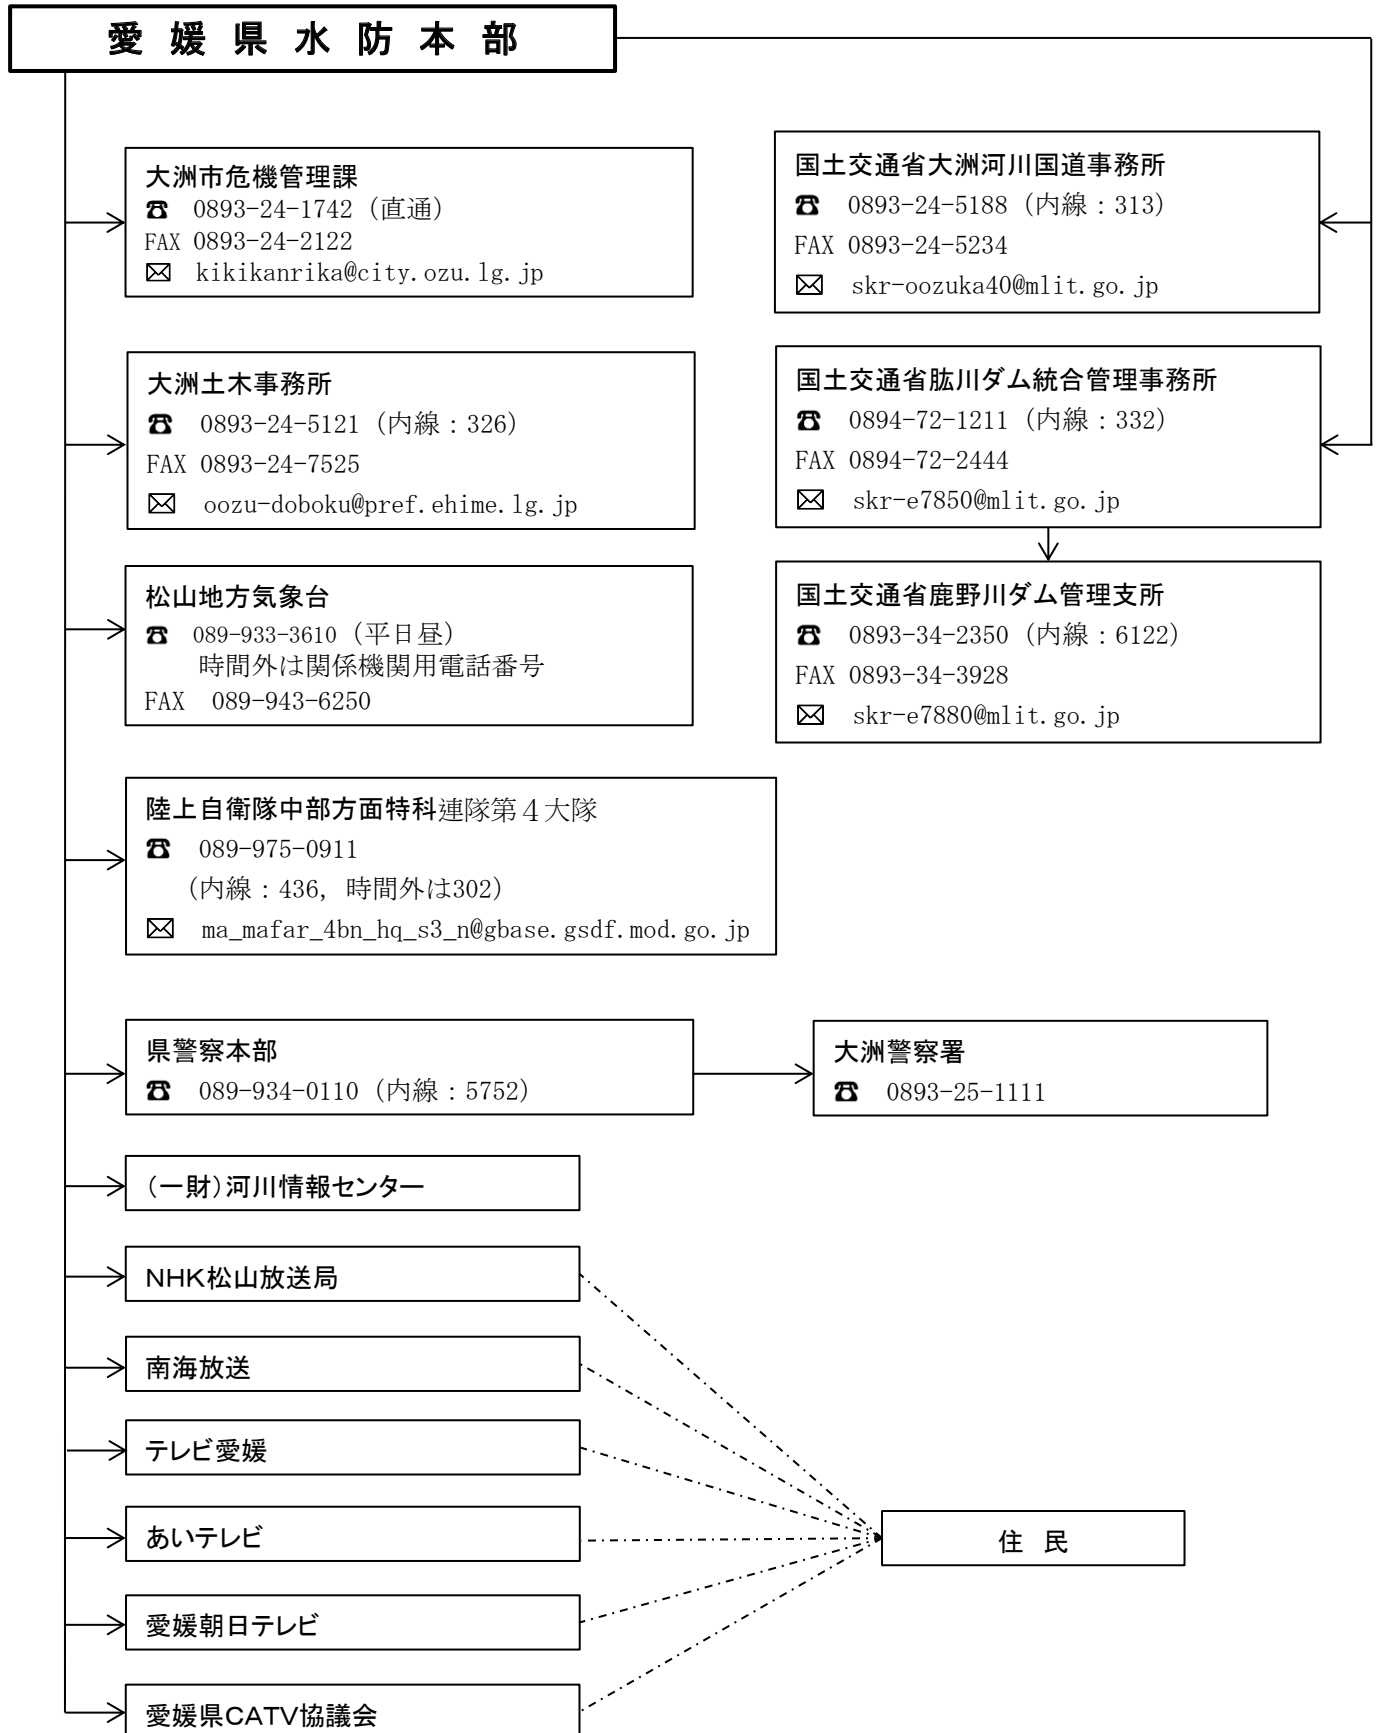 愛媛県水防本部
大洲市危機管理課
☎ 0893-24-1742（直通）
FAX 0893-24-2122
✉ kikikanrika@city.ozu.lg.jp
国土交通省大洲河川国道事務所
☎ 0893-24-5188（内線：313）
FAX 0893-24-5234
✉ skr-oozuka40@mlit.go.jp
大洲土木事務所
☎ 0893-24-5121（内線：326）
FAX 0893-24-7525
✉ oozu-doboku@pref.ehime.lg.jp
国土交通省肱川ダム統合管理事務所
☎ 0894-72-1211（内線：332）
FAX 0894-72-2444
✉ skr-e7850@mlit.go.jp
松山地方気象台
☎ 089-933-3610（平日昼）
時間外は関係機関用電話番号
FAX 089-943-6250
国土交通省鹿野川ダム管理支所
☎ 0893-34-2350（内線：6122）
FAX 0893-34-3928
✉ skr-e7880@mlit.go.jp
陸上自衛隊中部方面特科連隊第４大隊
☎ 089-975-0911
（内線：436，時間外は302）
✉ ma_mafar_4bn_hq_s3_n@gbase.gsdf.mod.go.jp
県警察本部
☎ 089-934-0110（内線：5752）
大洲警察署
☎ 0893-25-1111
（一財）河川情報センター
NHK松山放送局
南海放送
テレビ愛媛
あいテレビ
住 民
愛媛朝日テレビ
愛媛県CATV協議会